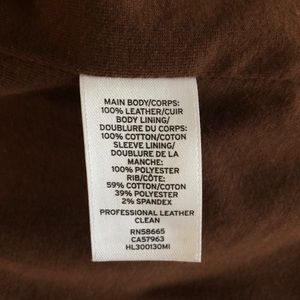 MAIN BODY/CORPS:
100% LEATHER/CUIR
BODY LINING/
DOUBLURE DU CORPS:
100% COTTON/COTON
SLEEVE LINING/
DOUBLURE DE LA
MANCHE:
100% POLYESTER
RIB/CÔTE:
59% COTTON/COTON
39% POLYESTER
2% SPANDEX
PROFESSIONAL LEATHER
CLEAN
RN58665
CA57963
HL300130MI